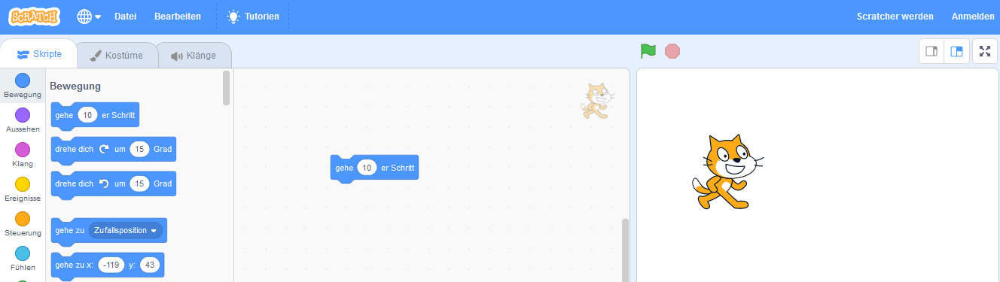 SCRATCH Datei Bearbeiten Tutorien Scratcher werden Anmelden
Skripte Kostüme Klänge
Bewegung
Aussehen
Klang
Ereignisse
Steuerung
Fühlen
Bewegung
gehe 10 er Schritt
drehe dich um 15 Grad
drehe dich um 15 Grad
gehe zu Zufallsposition
gehe zu x: -119 y: 43
gehe 10 er Schritt